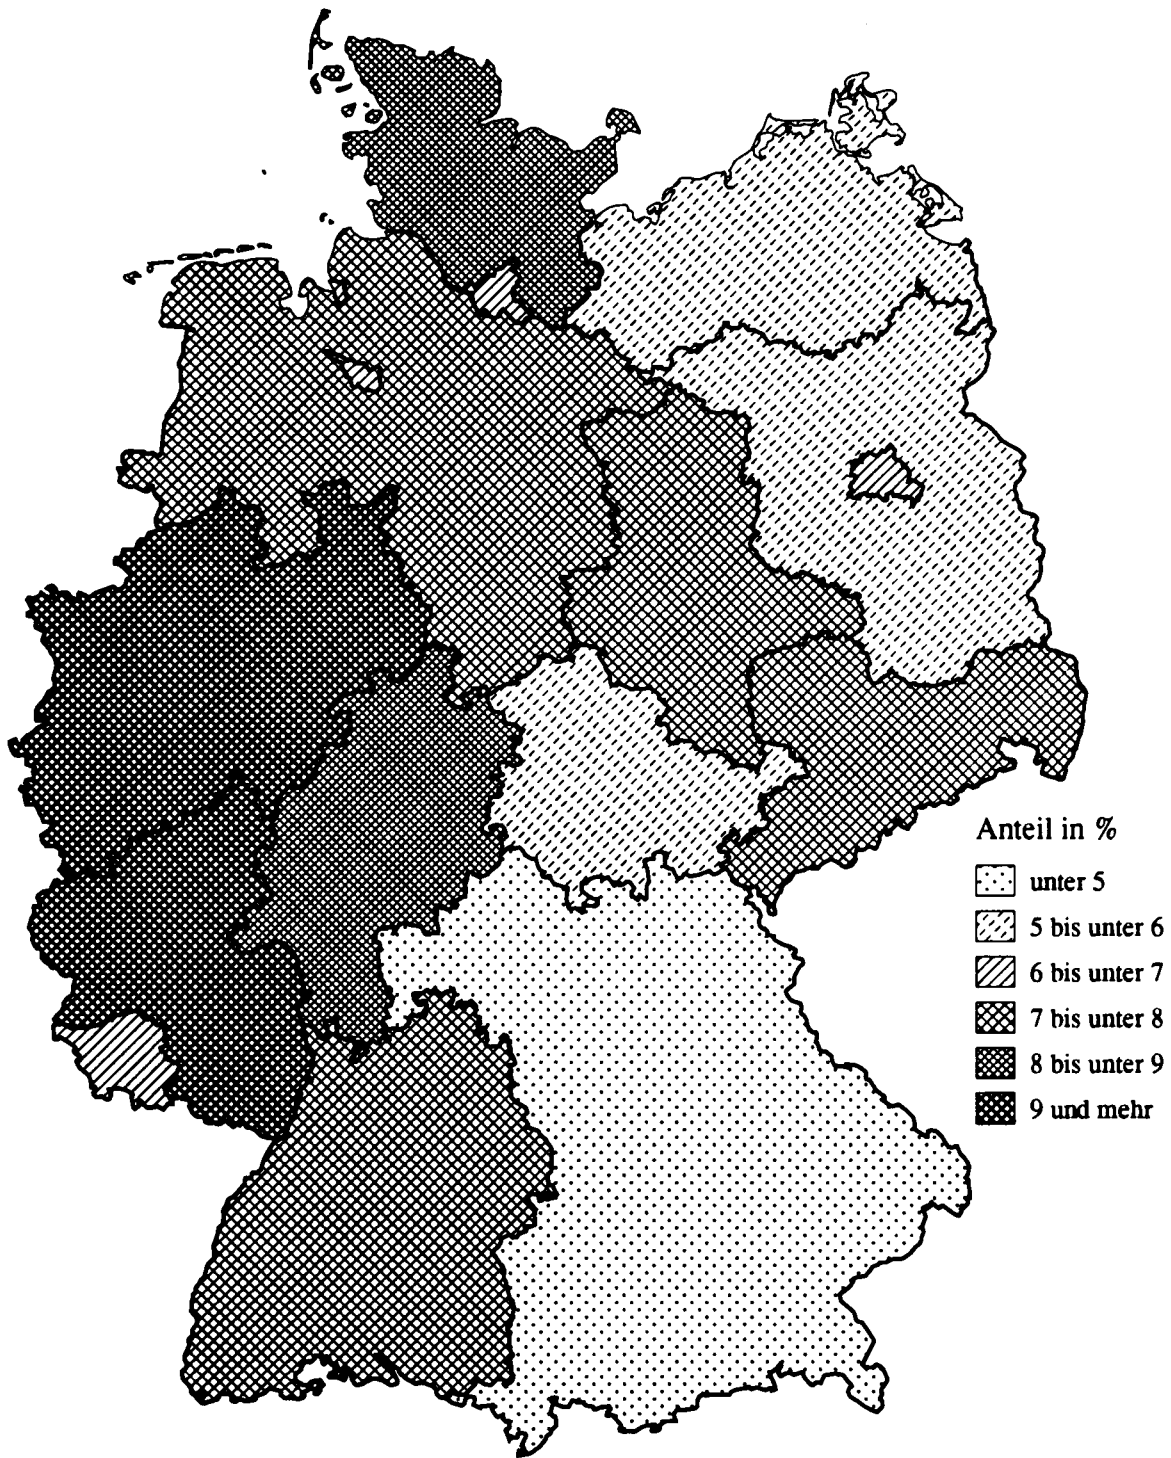 Anteil in %
unter 5
5 bis unter 6
6 bis unter 7
7 bis unter 8
8 bis unter 9
9 und mehr